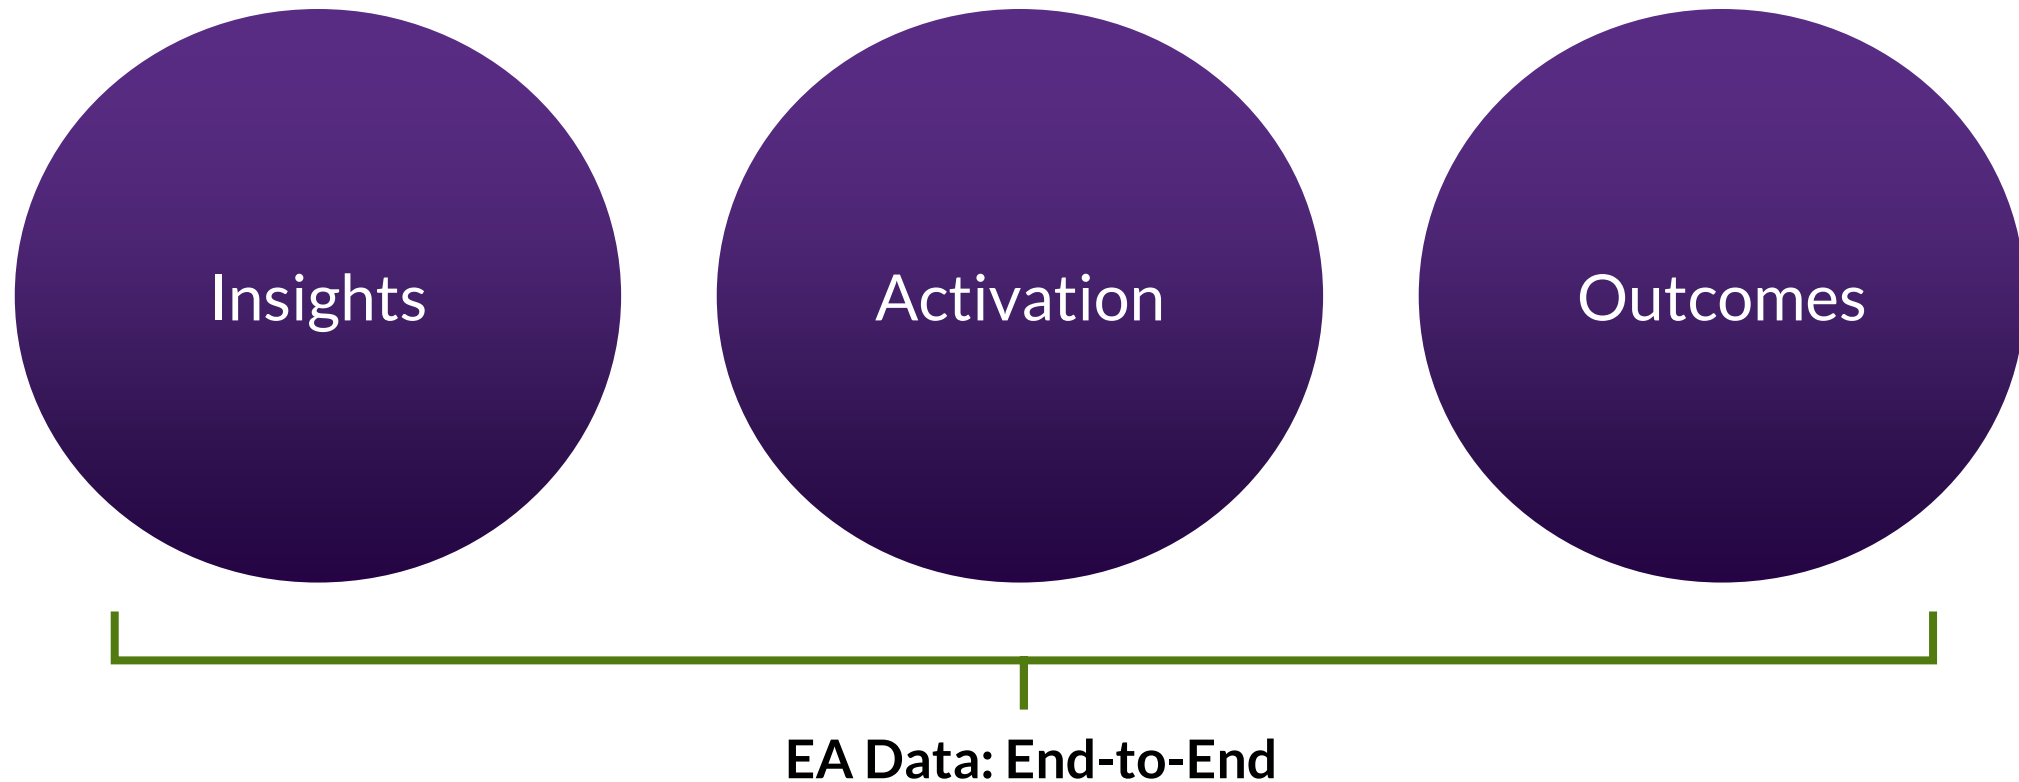 Insights
Activation
Outcomes
EA Data: End-to-End